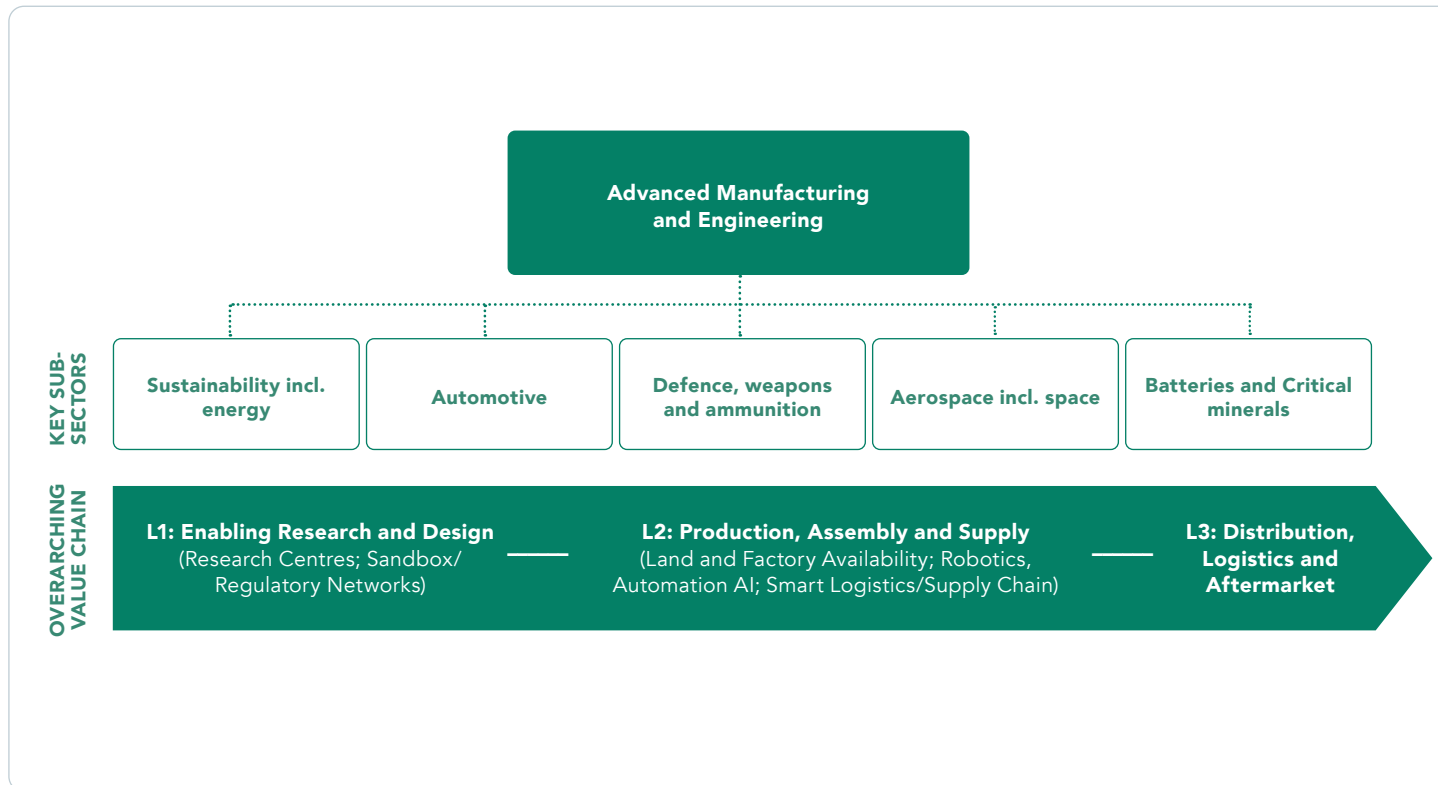 Advanced Manufacturing
and Engineering
KEY SUB-
SECTORS
Sustainability incl.
energy
Automotive
Defence, weapons
and ammunition
Aerospace incl. space
Batteries and Critical
minerals
OVERARCHING
VALUE CHAIN
L1: Enabling Research and Design
(Research Centres; Sandbox/
Regulatory Networks)
L2: Production, Assembly and Supply
(Land and Factory Availability; Robotics,
Automation AI; Smart Logistics/Supply Chain)
L3: Distribution,
Logistics and
Aftermarket